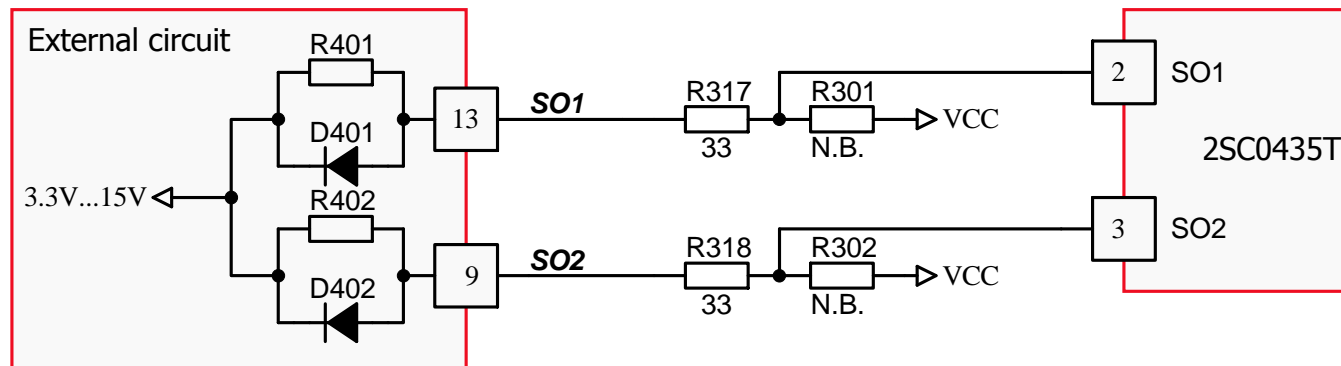 External circuit
R401
13
D401
3.3V...15V
R402
9
D402
SO1
R317
33
R301
N.B.
VCC
SO2
R318
33
R302
N.B.
VCC
2
SO1
2SC0435T
3
SO2